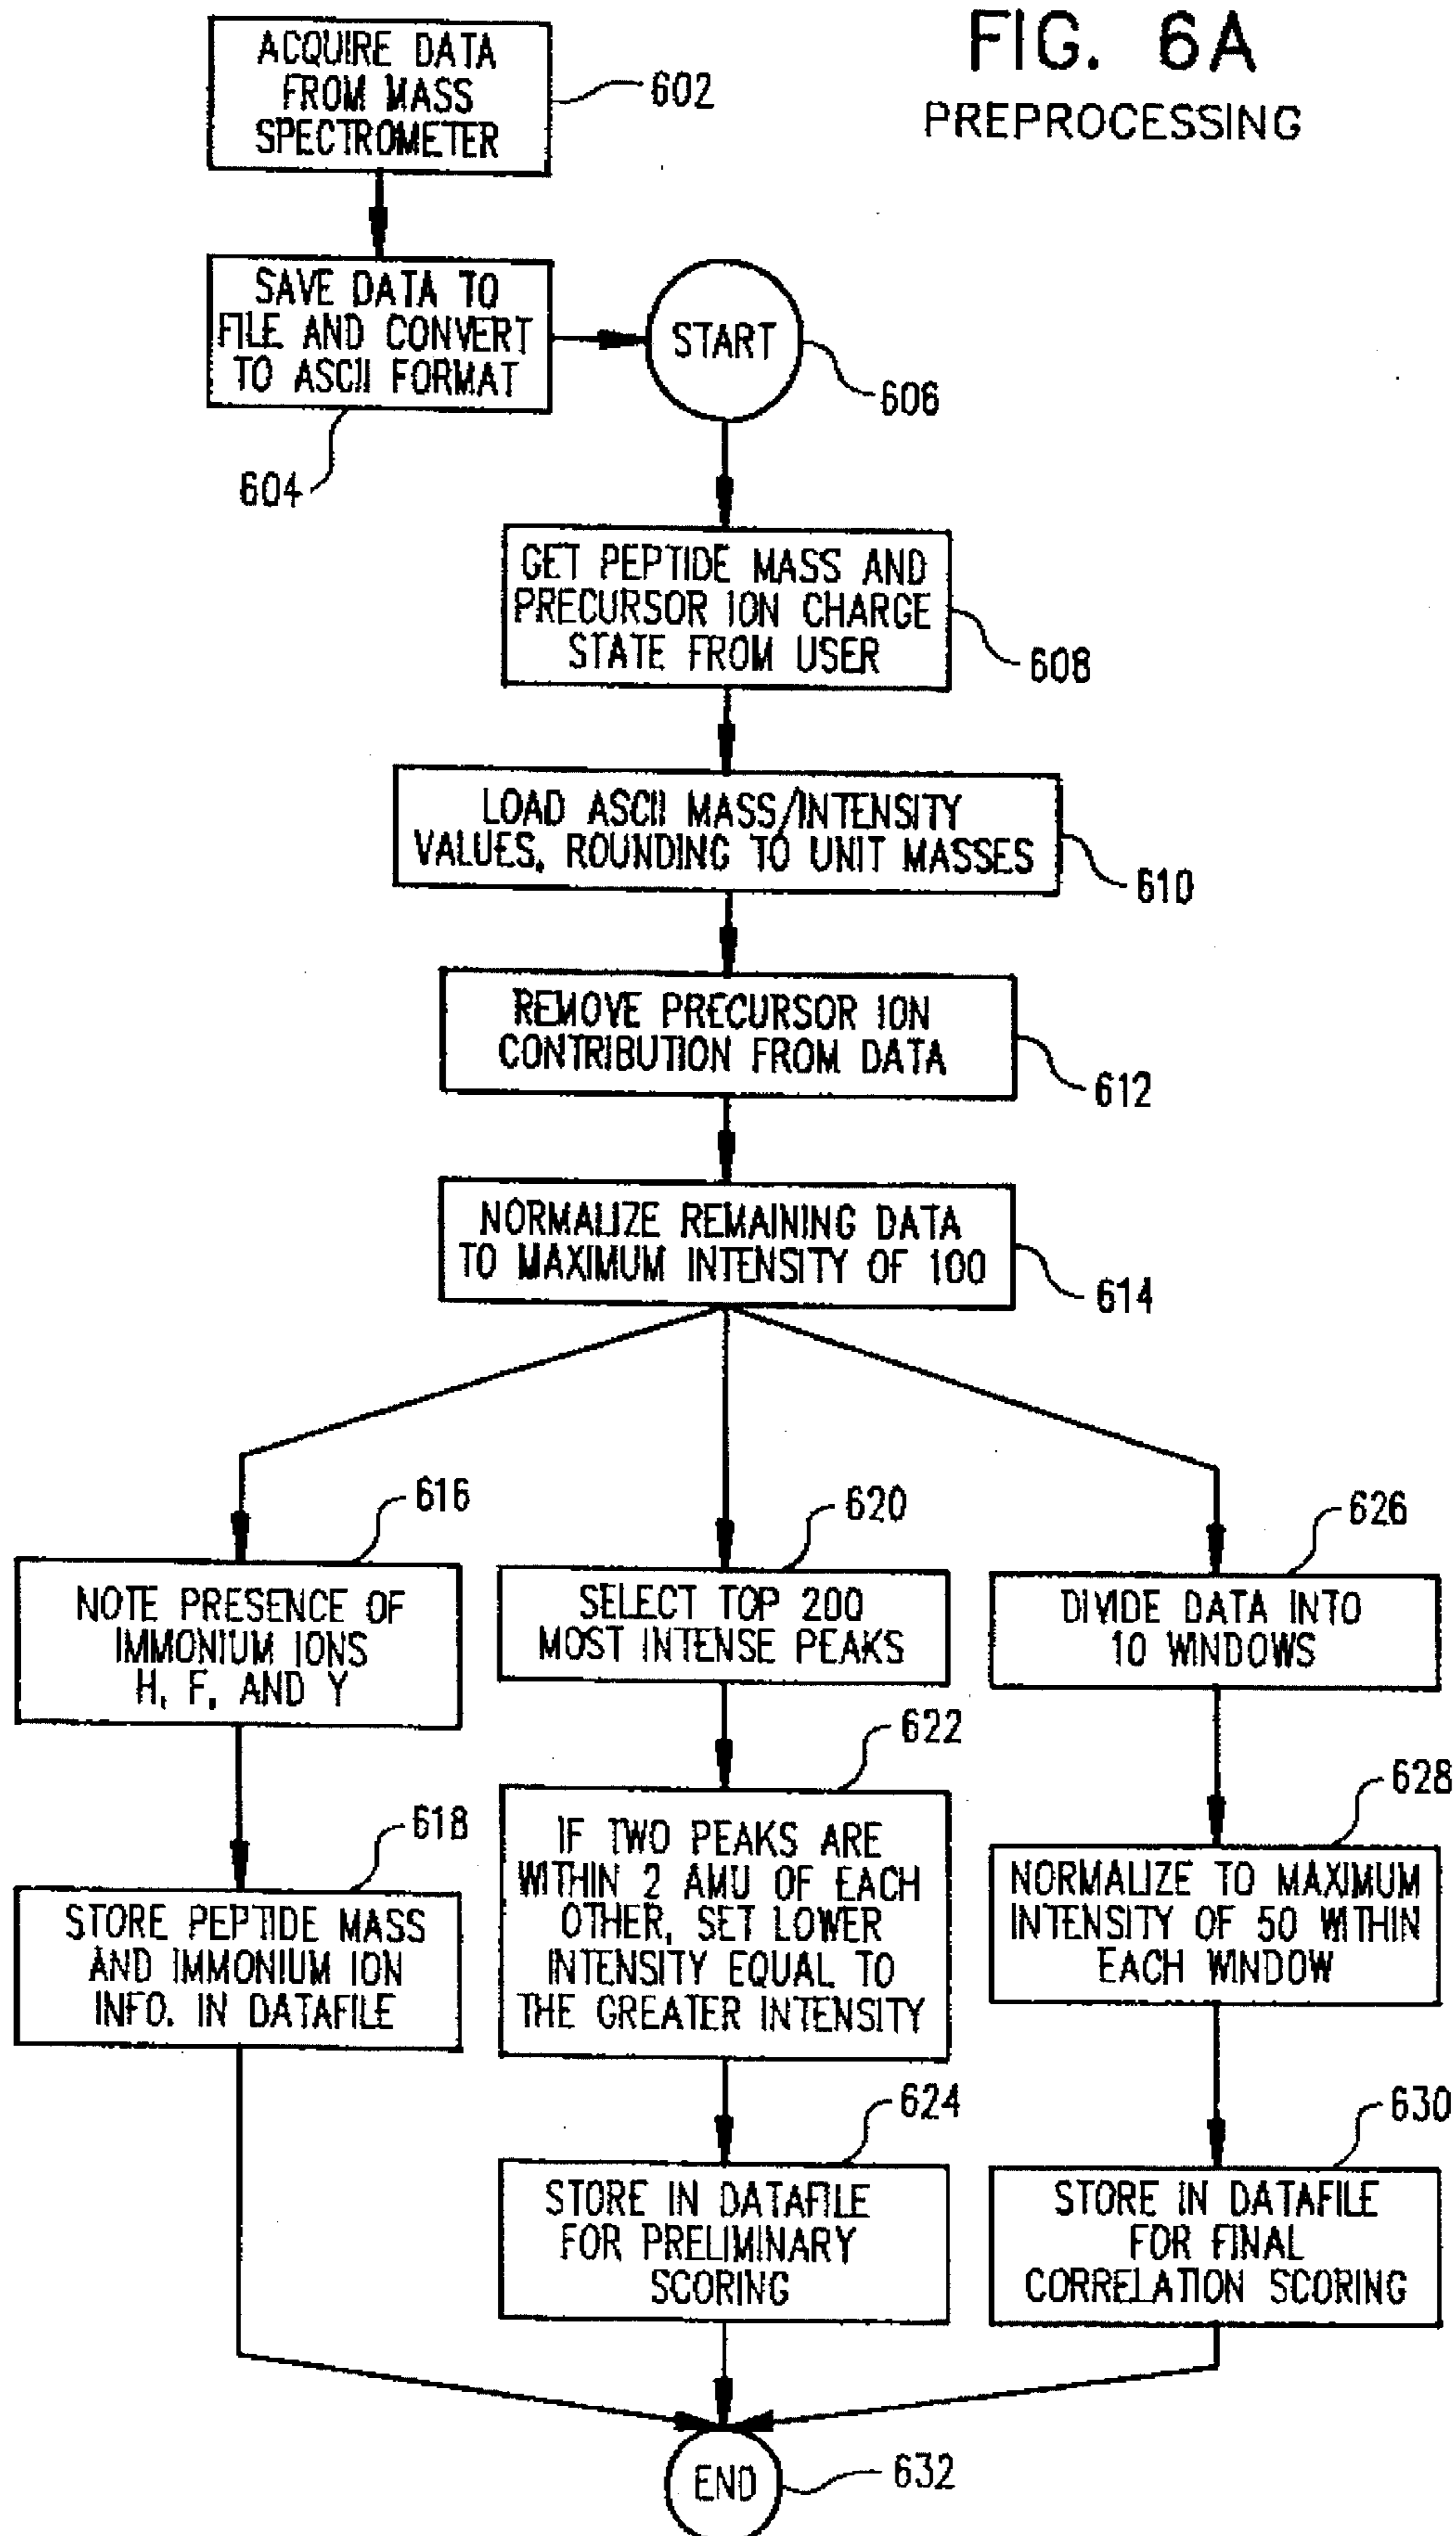 FIG. 6A
PREPROCESSING
ACQUIRE DATA
FROM MASS
SPECTROMETER
602
SAVE DATA TO
FILE AND CONVERT
TO ASCII FORMAT
604
START
606
GET PEPTIDE MASS AND
PRECURSOR ION CHARGE
STATE FROM USER
608
LOAD ASCII MASS/INTENSITY
VALUES, ROUNDING TO UNIT MASSES
610
REMOVE PRECURSOR ION
CONTRIBUTION FROM DATA
612
NORMALIZE REMAINING DATA
TO MAXIMUM INTENSITY OF 100
614
616
NOTE PRESENCE OF
IMMONIUM IONS
H, F, AND Y
618
STORE PEPTIDE MASS
AND IMMONIUM ION
INFO. IN DATAFILE
620
SELECT TOP 200
MOST INTENSE PEAKS
622
IF TWO PEAKS ARE
WITHIN 2 AMU OF EACH
OTHER, SET LOWER
INTENSITY EQUAL TO
THE GREATER INTENSITY
624
STORE IN DATAFILE
FOR PRELIMINARY
SCORING
626
DIVIDE DATA INTO
10 WINDOWS
628
NORMALIZE TO MAXIMUM
INTENSITY OF 50 WITHIN
EACH WINDOW
630
STORE IN DATAFILE
FOR FINAL
CORRELATION SCORING
END
632